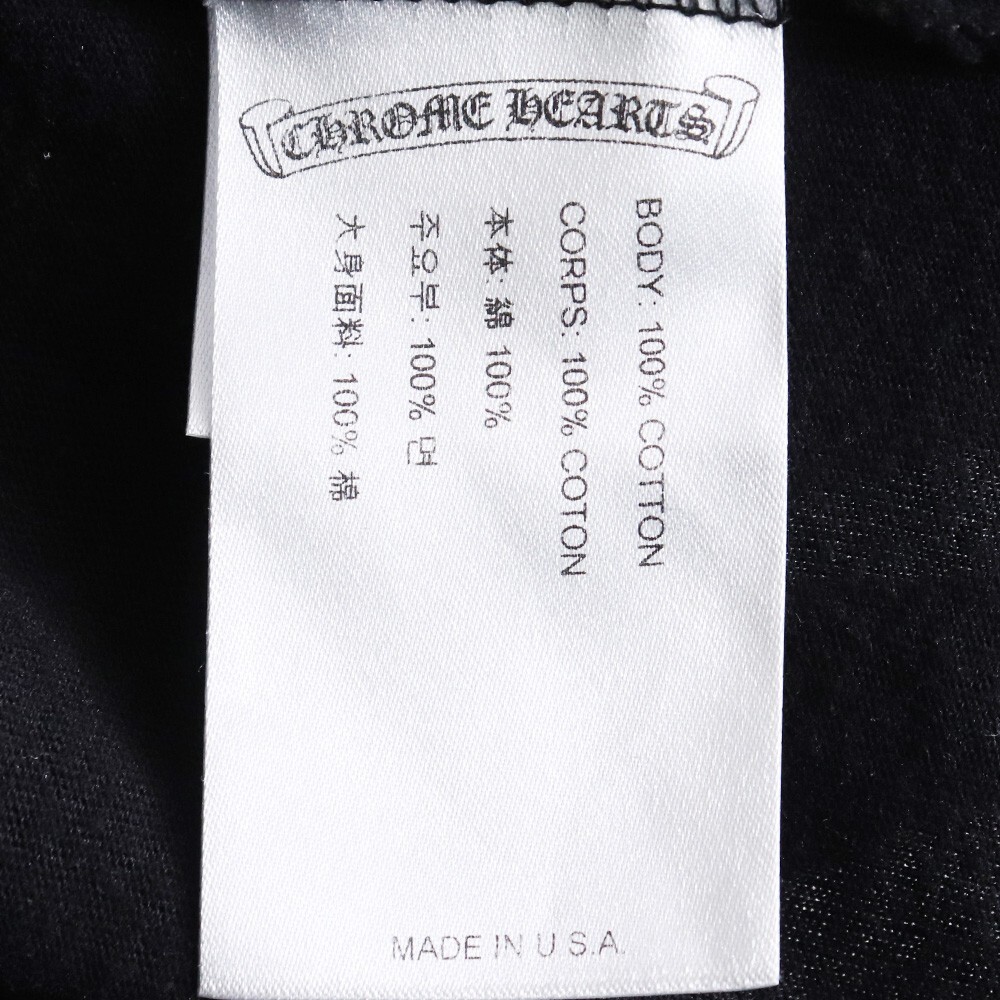 CHROME HEARTS
BODY: 100% COTTON
CORPS: 100% COTON
本体: 綿 100%
주요부: 100% 면
大身面料: 100% 棉
MADE IN U.S.A.